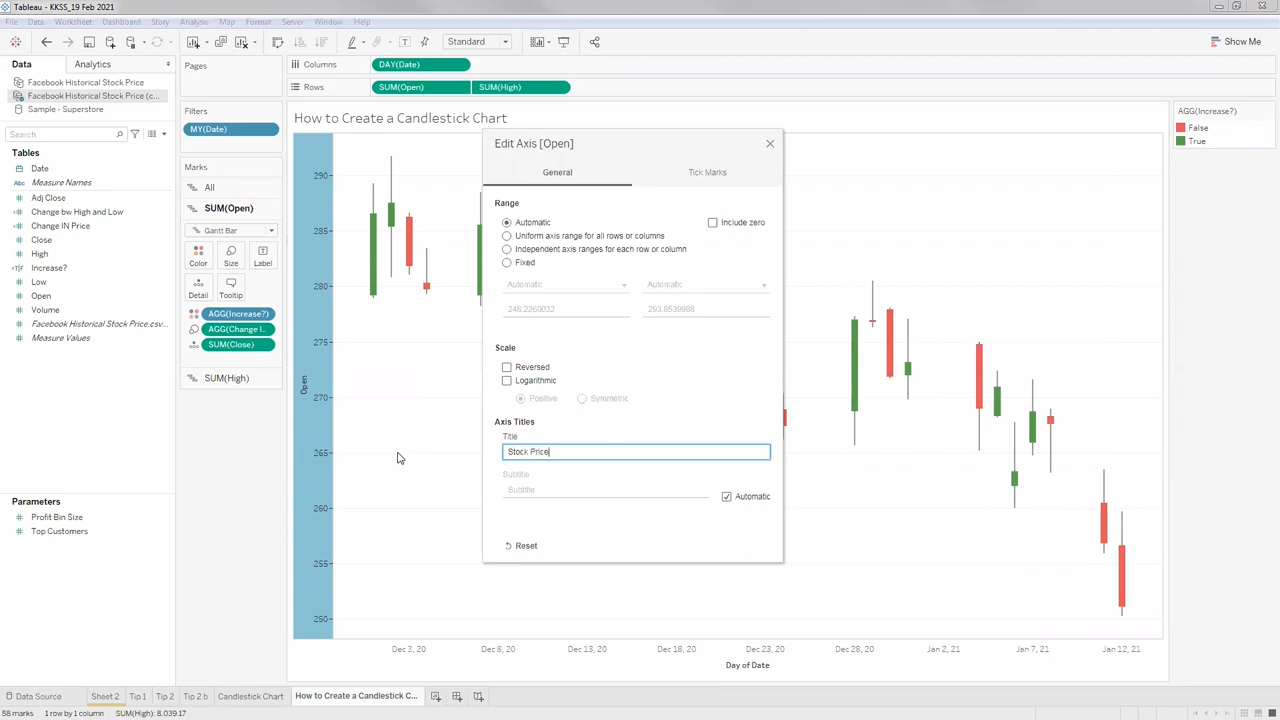 Tableau - KKSS_19 Feb 2021
File Data Worksheet Dashboard Story Analysis Map Format Server Window Help
Standard
Show Me
Data Analytics
Facebook Historical Stock Price
Facebook Historical Stock Price (c...
Sample - Superstore
Search
Tables
Date
Abc Measure Names
Adj Close
Change bw High and Low
Change IN Price
Close
High
Increase?
Low
Open
Volume
Facebook Historical Stock Price.csv...
Measure Values
Parameters
Profit Bin Size
Top Customers
Pages
Filters
MY(Date)
Marks
All
SUM(Open)
Gantt Bar
Color Size Label
Detail Tooltip
AGG(Increase?)
AGG(Change I..
SUM(Close)
SUM(High)
Columns DAY(Date)
Rows SUM(Open) SUM(High)
How to Create a Candlestick Chart
Open
290
285
280
275
270
265
260
255
250
Dec 3, 20 Dec 8, 20 Dec 13, 20 Dec 18, 20 Dec 23, 20 Dec 28, 20 Jan 2, 21 Jan 7, 21 Jan 12, 21
Day of Date
Edit Axis [Open]
General Tick Marks
Range
Automatic Include zero
Uniform axis range for all rows or columns
Independent axis ranges for each row or column
Fixed
Automatic Automatic
248.2260032 293.8539988
Scale
Reversed
Logarithmic
Positive Symmetric
Axis Titles
Title
Stock Price
Subtitle
Subtitle
Automatic
Reset
AGG(Increase?)
False
True
Data Source Sheet 2 Tip 1 Tip 2 Tip 2 b Candlestick Chart How to Create a Candlestick C...
58 marks 1 row by 1 column SUM(High): 8,039.17